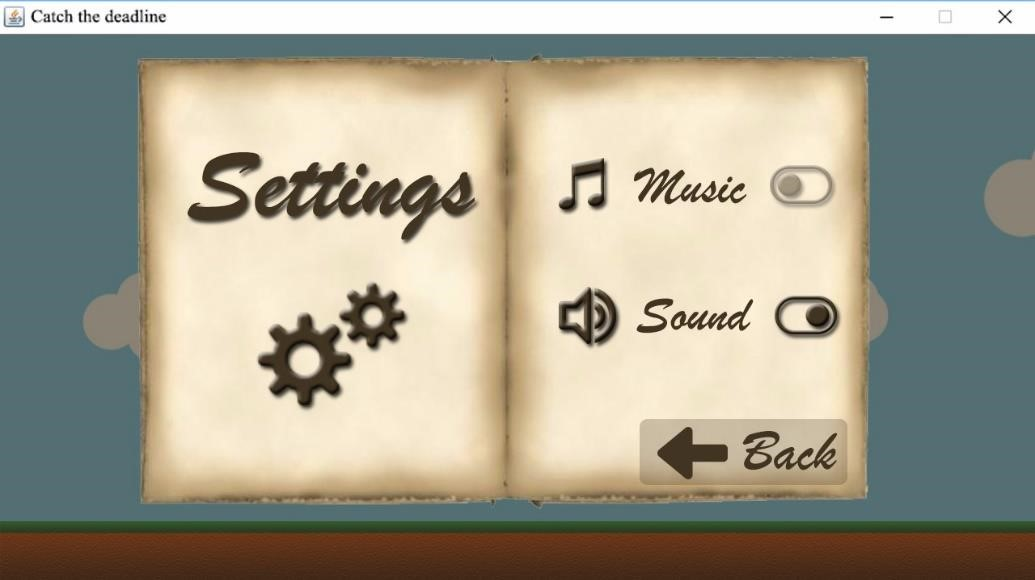 Catch the deadline
Settings
Music
Sound
Back